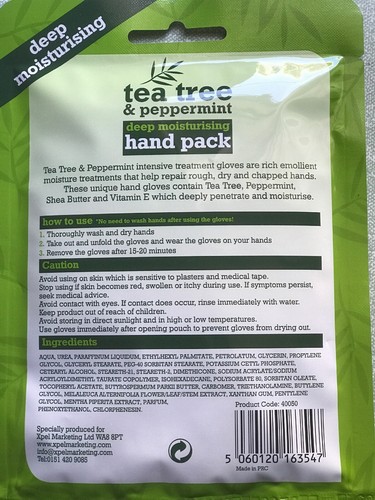 deep
moisturising
tea tree
& peppermint
deep moisturising
hand pack
Tea Tree & Peppermint intensive treatment gloves are rich emollient
moisture treatments that help repair rough, dry and chapped hands.
These unique hand gloves contain Tea Tree, Peppermint,
Shea Butter and Vitamin E which deeply penetrate and moisturise.
how to use *No need to wash hands after using the gloves!
1. Thoroughly wash and dry hands
2. Take out and unfold the gloves and wear the gloves on your hands
3. Remove the gloves after 15-20 minutes
Caution
Avoid using on skin which is sensitive to plasters and medical tape.
Stop using if skin becomes red, swollen or itchy during use. If symptoms persist,
seek medical advice.
Avoid contact with eyes. If contact does occur, rinse immediately with water.
Keep product out of reach of children.
Avoid storing in direct sunlight and in high or low temperatures.
Use gloves immediately after opening pouch to prevent gloves from drying out.
Ingredients
AQUA, UREA, PARAFFINUM LIQUIDUM, ETHYLHEXYL PALMITATE, PETROLATUM, GLYCERIN, PROPYLENE
GLYCOL, GLYCERYL STEARATE, PEG-40 SORBITAN STEARATE, POTASSIUM CETYL PHOSPHATE,
CETEARYL ALCOHOL, STEARETH-21, STEARETH-2, DIMETHICONE, SODIUM ACRYLATE/SODIUM
ACRYLOYLDIMETHYL TAURATE COPOLYMER, ISOHEXADECANE, POLYSORBATE 80, SORBITAN OLEATE,
TOCOPHERYL ACETATE, BUTYROSPERMUM PARKII BUTTER, CARBOMER, TRIETHANOLAMINE, BUTYLENE
GLYCOL, MELALEUCA ALTERNIFOLIA FLOWER/LEAF/STEM EXTRACT, XANTHAN GUM, PENTYLENE
GLYCOL, MENTHA PIPERITA EXTRACT, PARFUM,
PHENOXYETHANOL, CHLORPHENESIN.
Product Code: 40050
Specially produced for
Xpel Marketing Ltd WA8 8PT
www.xpelmarketing.com
info@xpelmarketing.com
Tel:0151 420 9085
5 060120 163547
Made in PRC